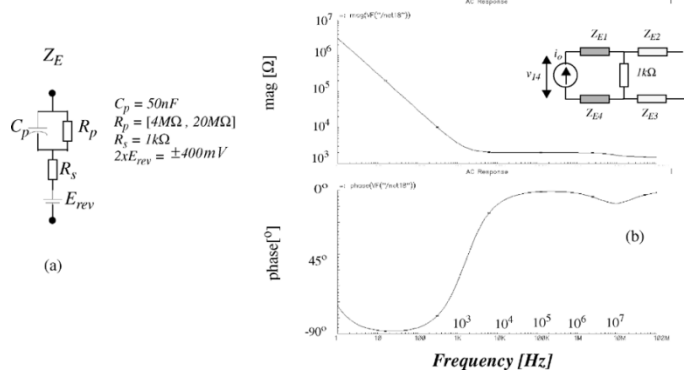 (a)
Z_E
C_p
R_p
R_s
E_rev
C_p = 50nF
R_p = [4MΩ , 20MΩ]
R_s = 1kΩ
2xE_rev = ±400mV
(a)
AC Response
mag [Ω]
10^7
10^6
10^5
10^4
10^3
Z_E1
Z_E2
i_o
v_14
1kΩ
Z_E4
Z_E3
AC Response
phase[°]
0°
45°
-90°
(b)
10^3
10^4
10^5
10^6
10^7
1
10
100
1K
10K
100K
1M
10M
100M
Frequency [Hz]